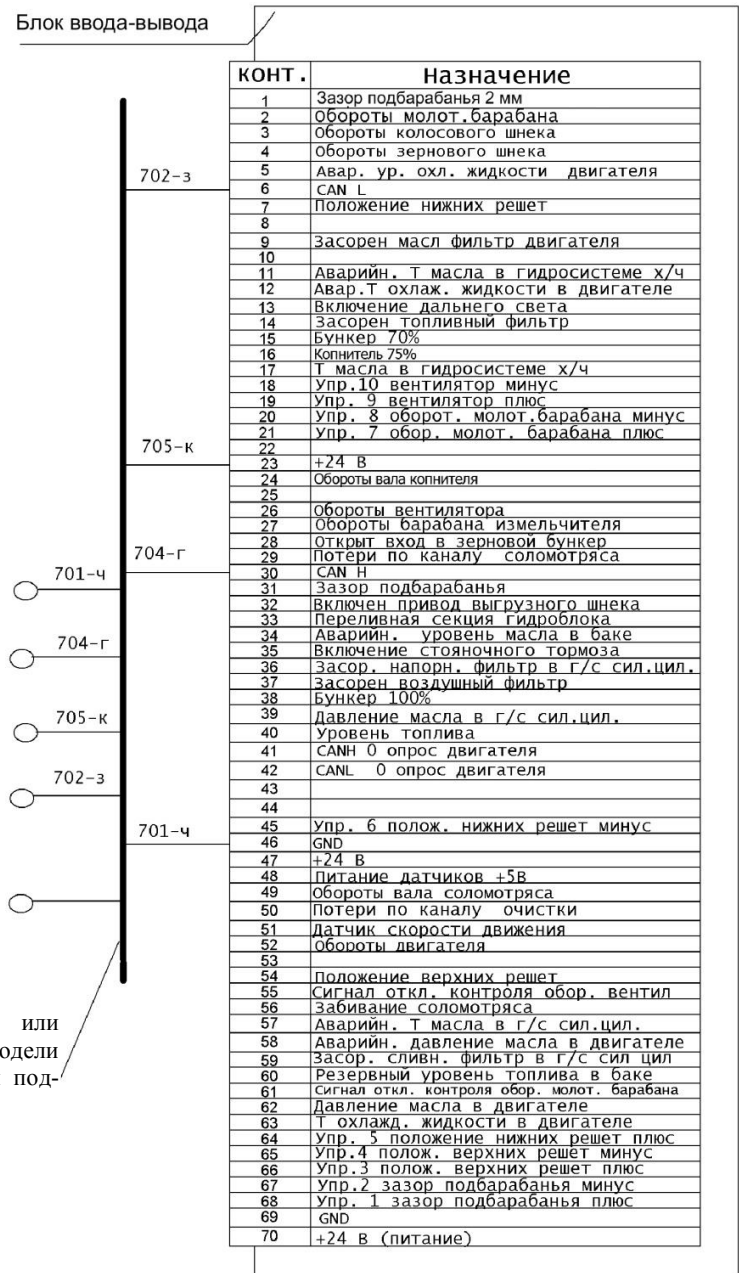 Блок ввода-вывода
КОНТ. Назначение
1 Зазор подбарабанья 2 мм
2 Обороты молот.барабана
3 Обороты колосового шнека
4 Обороты зернового шнека
5 Авар. ур. охл. жидкости двигателя
702-з
6 CAN L
7 Положение нижних решет
8
9 Засорен масл фильтр двигателя
10
11 Аварийн. Т масла в гидросистеме х/ч
12 Авар.Т охлаж. жидкости в двигателе
13 Включение дальнего света
14 Засорен топливный фильтр
15 Бункер 70%
16 Копнитель 75%
17 Т масла в гидросистеме х/ч
18 Упр.10 вентилятор минус
19 Упр. 9 вентилятор плюс
20 Упр. 8 оборот. молот.барабана минус
21 Упр. 7 обор. молот. барабана плюс
705-к
22
23 +24 В
24 Обороты вала копнителя
25
26 Обороты вентилятора
27 Обороты барабана измельчителя
28 Открыт вход в зерновой бункер
704-г
29 Потери по каналу соломотряса
30 CAN H
701-ч
31 Зазор подбарабанья
32 Включен привод выгрузного шнека
33 Переливная секция гидроблока
34 Аварийн. уровень масла в баке
704-г
35 Включение стояночного тормоза
36 Засор. напорн. фильтр в г/с сил.цил.
37 Засорен воздушный фильтр
38 Бункер 100%
705-к
39 Давление масла в г/с сил.цил.
40 Уровень топлива
41 CANH 0 опрос двигателя
702-з
42 CANL 0 опрос двигателя
43
44
45 Упр. 6 полож. нижних решет минус
701-ч
46 GND
47 +24 В
48 Питание датчиков +5В
49 Обороты вала соломотряса
50 Потери по каналу очистки
51 Датчик скорости движения
52 Обороты двигателя
53
54 Положение верхних решет
55 Сигнал откл. контроля обор. вентил
56 Забивание соломотряса
или
57 Аварийн. Т масла в г/с сил.цил.
одели
58 Аварийн. давление масла в двигателе
59 Засор. сливн. фильтр в г/с сил цил
под-
60 Резервный уровень топлива в баке
61 Сигнал откл. контроля обор. молот. барабана
62 Давление масла в двигателе
63 Т охлажд. жидкости в двигателе
64 Упр. 5 положение нижних решет плюс
65 Упр.4 полож. верхних решет минус
66 Упр.3 полож. верхних решет плюс
67 Упр.2 зазор подбарабанья минус
68 Упр. 1 зазор подбарабанья плюс
69 GND
70 +24 В (питание)